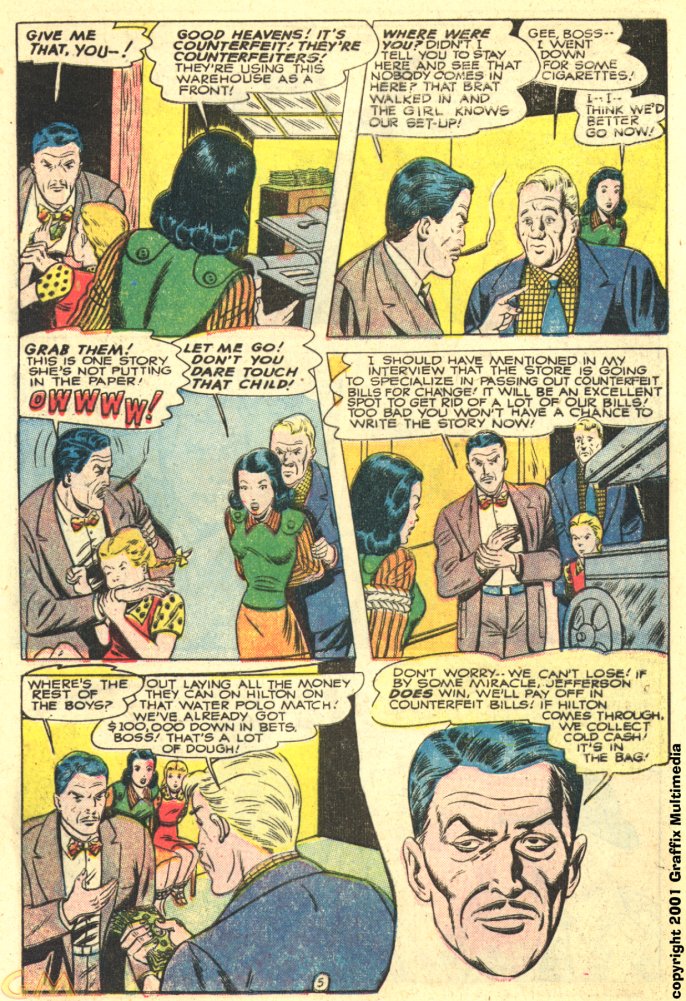 GIVE ME
THAT, YOU--!
GOOD HEAVENS! IT'S
COUNTERFEIT! THEY'RE
COUNTERFEITERS!
THEY'RE USING THIS
WAREHOUSE AS A
FRONT!
WHERE WERE
YOU? DIDN'T I
TELL YOU TO STAY
HERE AND SEE THAT
NOBODY COMES IN
HERE? THAT BRAT
WALKED IN AND
THE GIRL KNOWS
OUR SET-UP!
GEE, BOSS--
I WENT
DOWN
FOR SOME
CIGARETTES!
I--I--
THINK WE'D
BETTER
GO NOW!
GRAB THEM!
THIS IS ONE STORY
SHE'S NOT PUTTING
IN THE PAPER!
OWWWW!
LET ME GO!
DON'T YOU
DARE TOUCH
THAT CHILD!
I SHOULD HAVE MENTIONED IN MY
INTERVIEW THAT THE STORE IS GOING
TO SPECIALIZE IN PASSING OUT COUNTERFEIT
BILLS FOR CHANGE! IT WILL BE AN EXCELLENT
SPOT TO GET RID OF A LOT OF OUR BILLS!
TOO BAD YOU WON'T HAVE A CHANCE TO
WRITE THE STORY NOW!
WHERE'S THE
REST OF
THE BOYS?
OUT LAYING ALL THE MONEY
THEY CAN ON HILTON ON
THAT WATER POLO MATCH!
WE'VE ALREADY GOT
$100,000 DOWN IN BETS,
BOSS! THAT'S A LOT
OF DOUGH!
DON'T WORRY-- WE CAN'T LOSE! IF
BY SOME MIRACLE, JEFFERSON
DOES WIN, WE'LL PAY OFF IN
COUNTERFEIT BILLS! IF HILTON
COMES THROUGH,
WE COLLECT
COLD CASH!
IT'S IN
THE BAG!
5
GM
copyright 2001 Graffix Multimedia